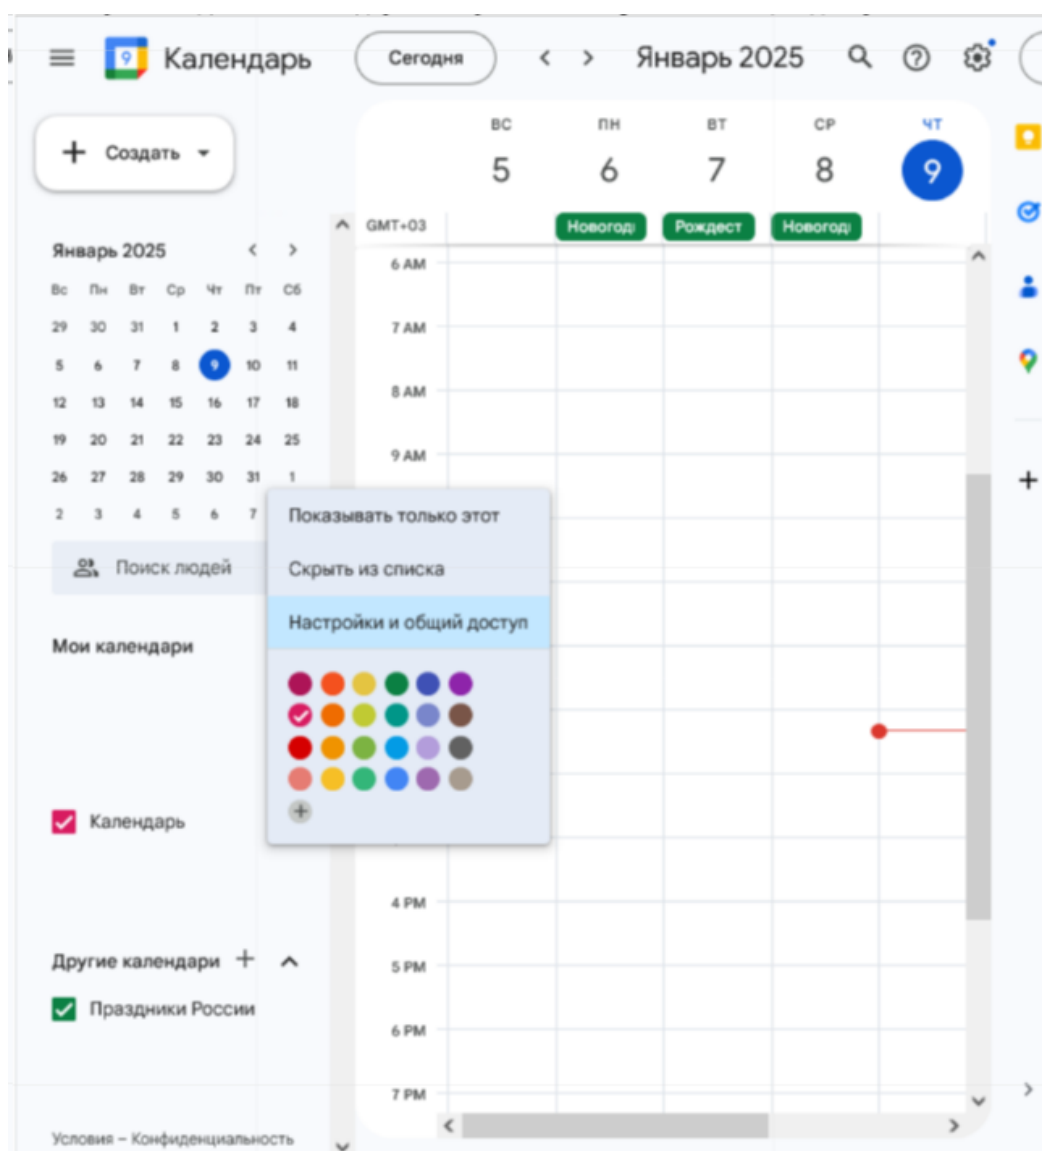 9 Календарь Сегодня < > Январь 2025
+ Создать
ВС ПН ВТ СР ЧТ
5 6 7 8 9
GMT+03 Новогод Рождест Новогод
Январь 2025 < >
Вс Пн Вт Ср Чт Пт Сб
29 30 31 1 2 3 4
5 6 7 8 9 10 11
12 13 14 15 16 17 18
19 20 21 22 23 24 25
26 27 28 29 30 31 1
2 3 4 5 6 7
Поиск людей
Мои календари
Календарь
Другие календари +
Праздники России
Условия – Конфиденциальность
Показывать только этот
Скрыть из списка
Настройки и общий доступ
+
6 AM
7 AM
8 AM
9 AM
4 PM
5 PM
6 PM
7 PM